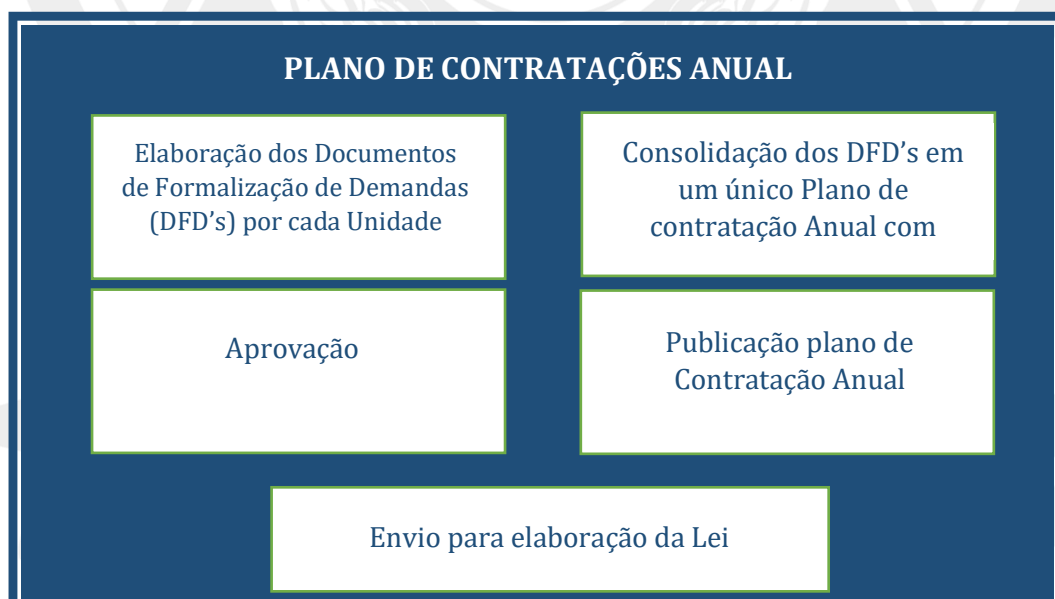 PLANO DE CONTRATAÇÕES ANUAL
Elaboração dos Documentos
de Formalização de Demandas
(DFD’s) por cada Unidade
Consolidação dos DFD’s em
um único Plano de
contratação Anual com
Aprovação
Publicação plano de
Contratação Anual
Envio para elaboração da Lei